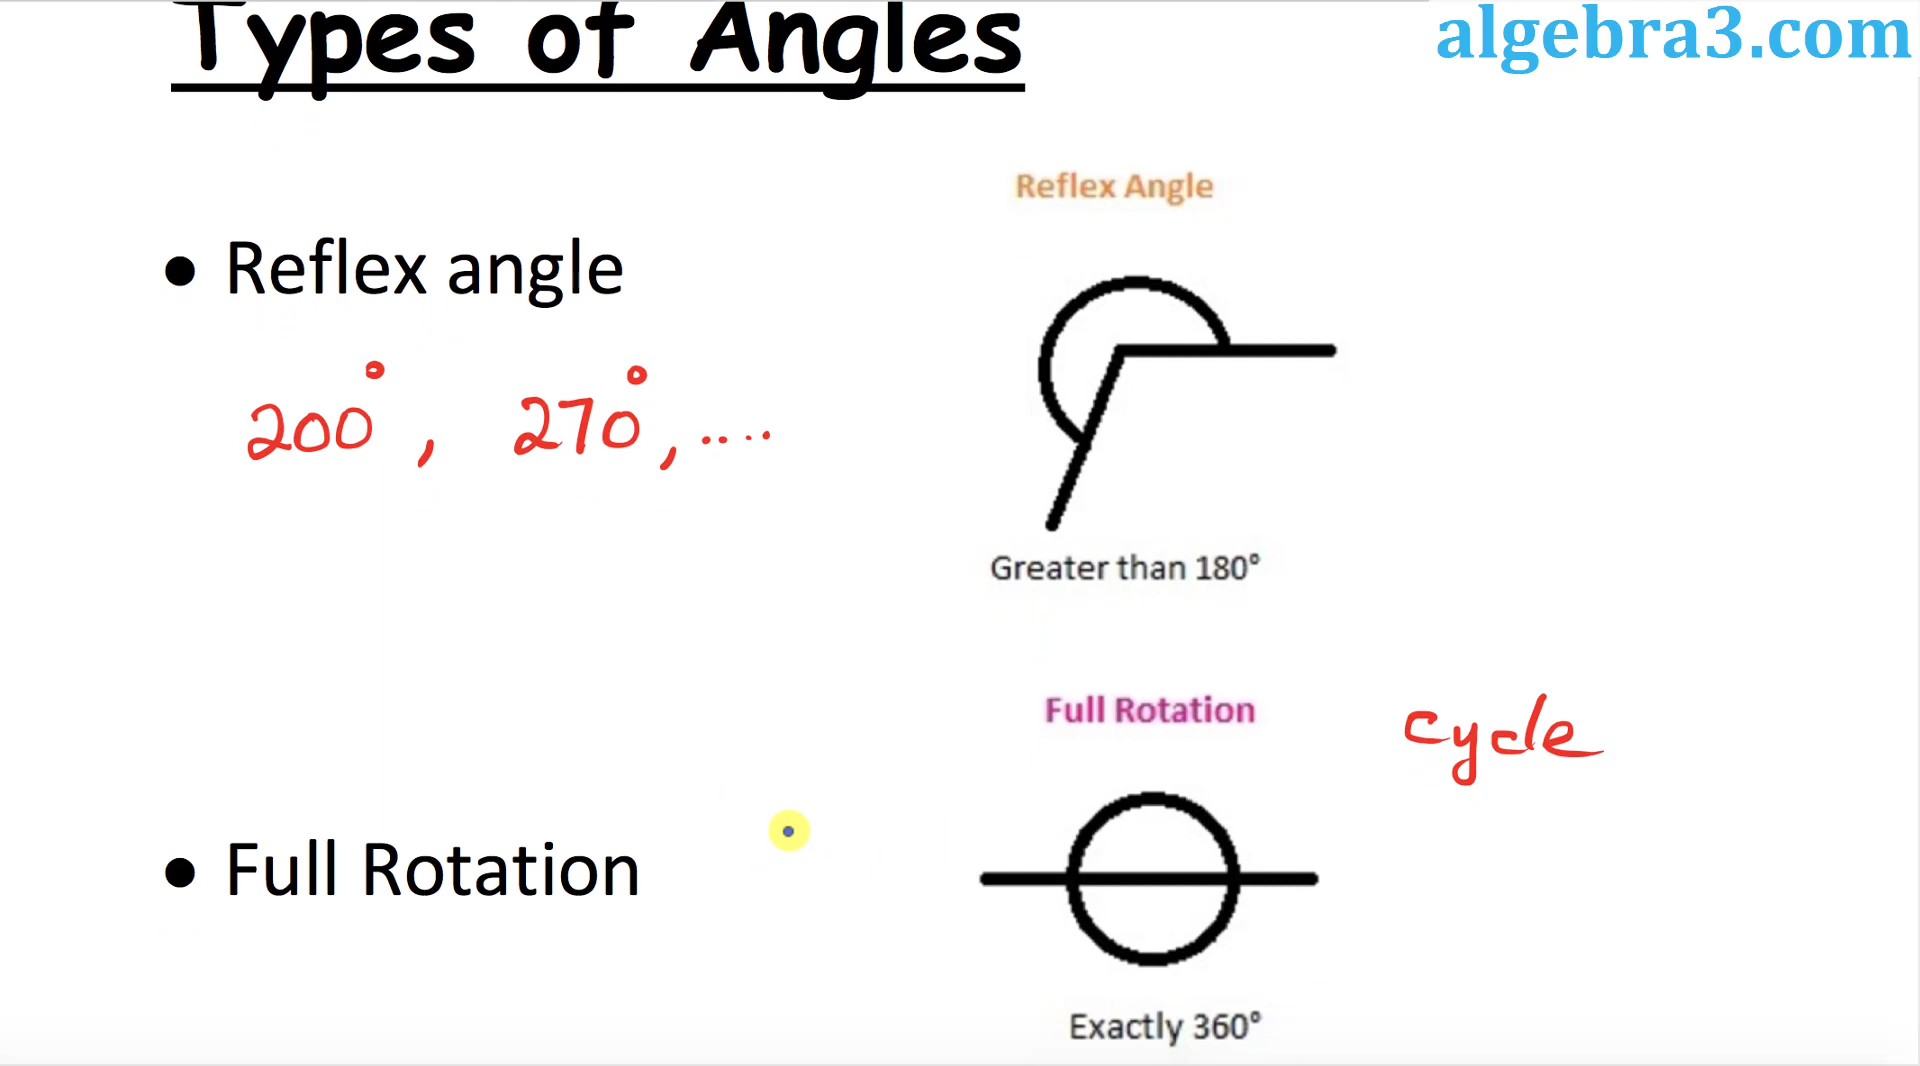 Types of Angles
algebra3.com
Reflex Angle
• Reflex angle
200°, 270°, ....
Greater than 180°
Full Rotation
cycle
• Full Rotation
Exactly 360°